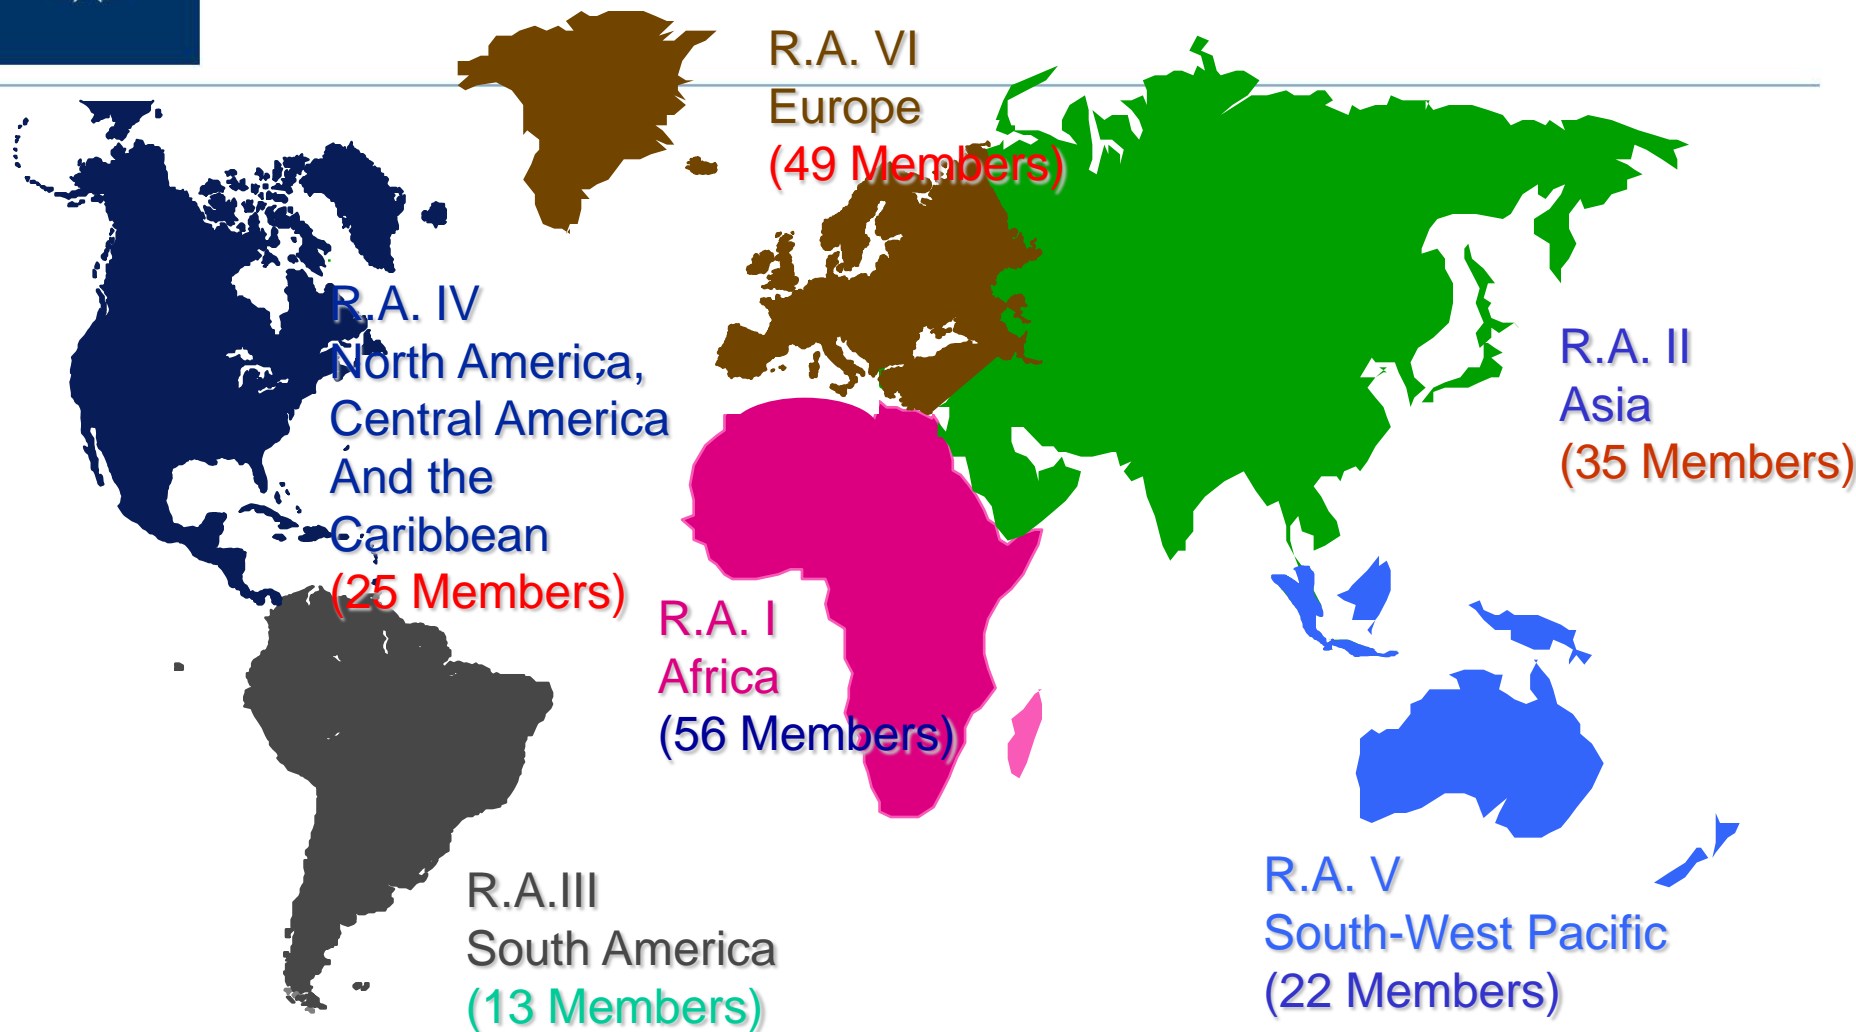 R.A. VI
Europe
(49 Members)
R.A. IV
North America,
Central America
And the
Caribbean
(25 Members)
R.A. II
Asia
(35 Members)
R.A. I
Africa
(56 Members)
R.A.III
South America
(13 Members)
R.A. V
South-West Pacific
(22 Members)